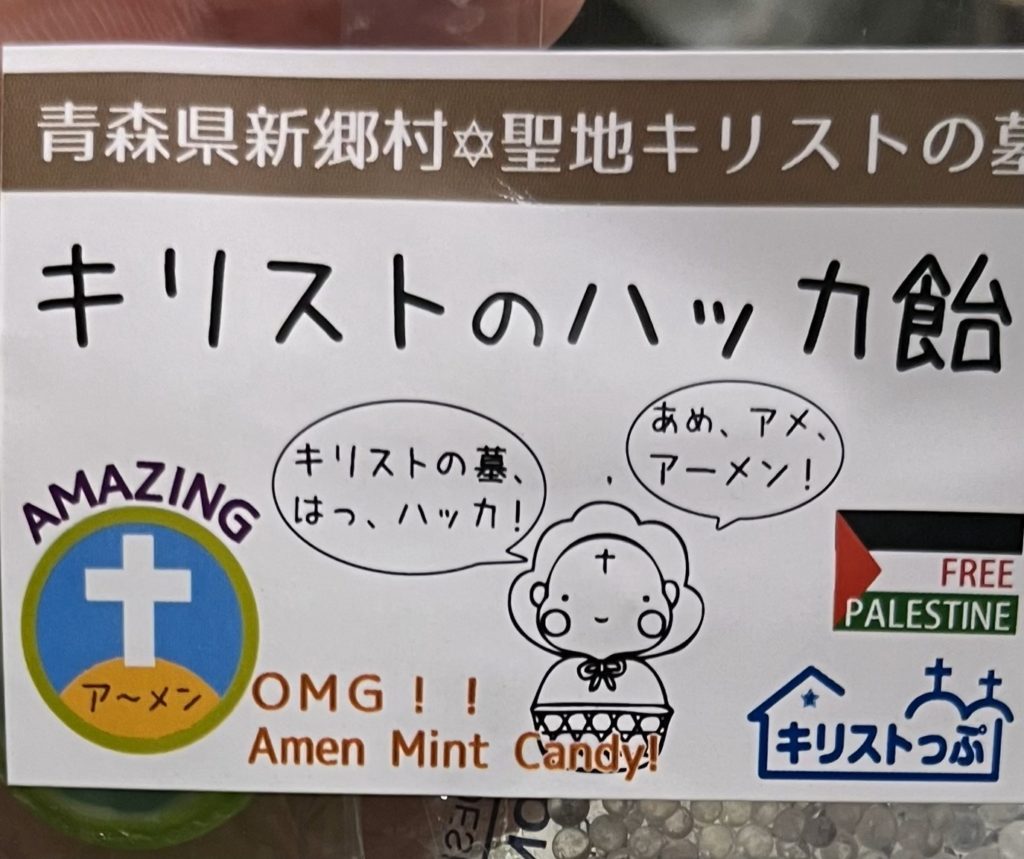 青森県新郷村✡聖地キリストの墓
キリストのハッカ飴
キリストの墓、
はっ、ハッカ!
あめ、アメ、
アーメン!
AMAZING
ア〜メン
FREE
PALESTINE
OMG!!
Amen Mint Candy!
キリストっぷ